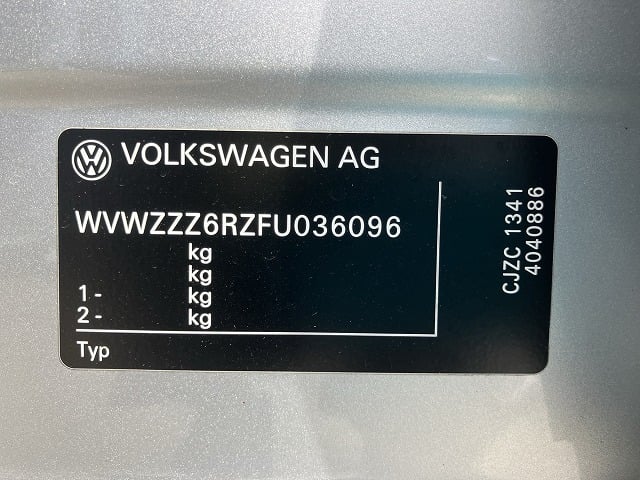 VOLKSWAGEN AG
WVWZZZ6RZFU036096
kg
kg
1 - kg
2 - kg
Typ
CJZC 1341
4040886